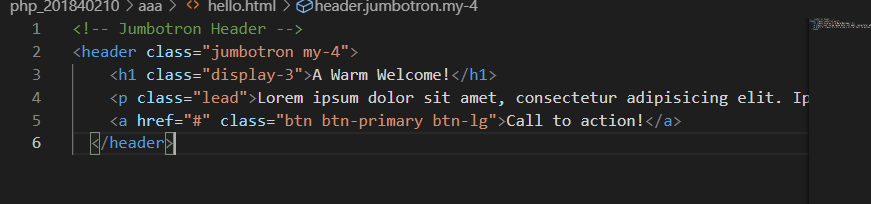 php_201840210 > aaa > <> hello.html > header.jumbotron.my-4
1 <!-- Jumbotron Header -->
2 <header class="jumbotron my-4">
3 <h1 class="display-3">A Warm Welcome!</h1>
4 <p class="lead">Lorem ipsum dolor sit amet, consectetur adipisicing elit. Ip
5 <a href="#" class="btn btn-primary btn-lg">Call to action!</a>
6 </header>